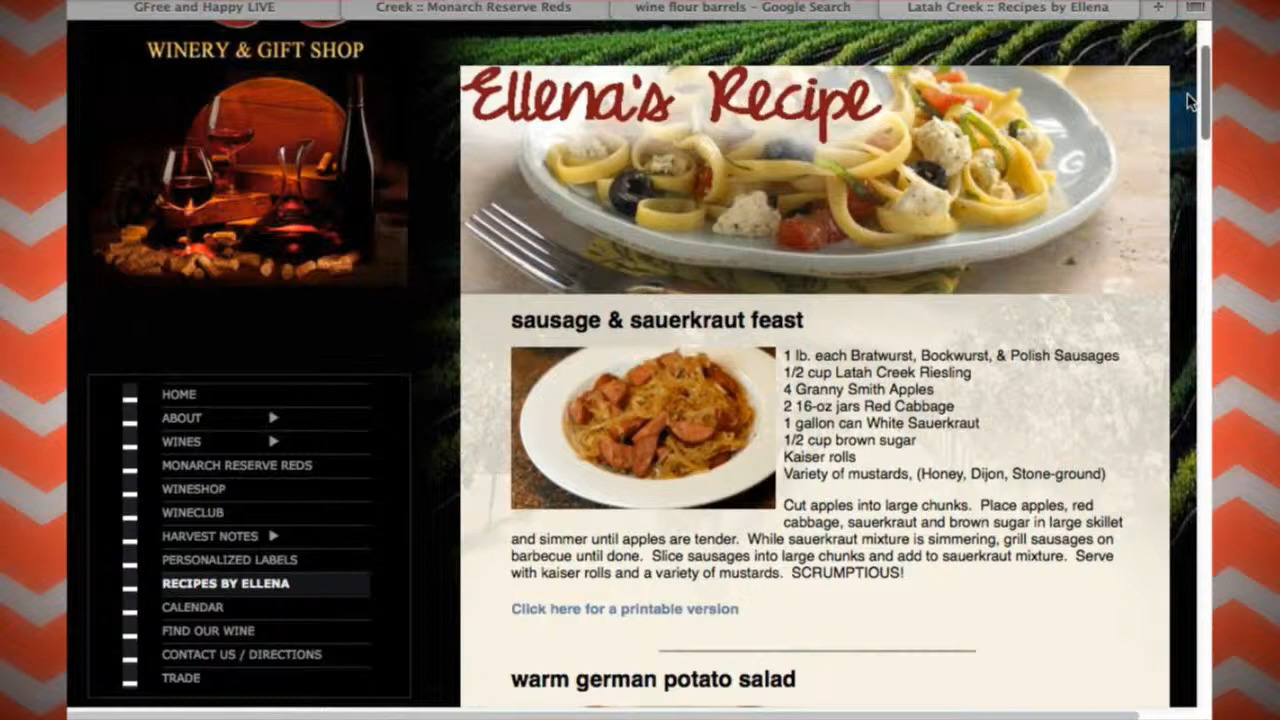 GFree and Happy LIVE
Creek :: Monarch Reserve Reds
wine flour barrels – Google Search
Latah Creek :: Recipes by Ellena
WINERY & GIFT SHOP
Ellena's Recipe
sausage & sauerkraut feast
1 lb. each Bratwurst, Bockwurst, & Polish Sausages
1/2 cup Latah Creek Riesling
4 Granny Smith Apples
2 16-oz jars Red Cabbage
1 gallon can White Sauerkraut
1/2 cup brown sugar
Kaiser rolls
Variety of mustards, (Honey, Dijon, Stone-ground)
Cut apples into large chunks. Place apples, red
cabbage, sauerkraut and brown sugar in large skillet
and simmer until apples are tender. While sauerkraut mixture is simmering, grill sausages on
barbecue until done. Slice sausages into large chunks and add to sauerkraut mixture. Serve
with kaiser rolls and a variety of mustards. SCRUMPTIOUS!
Click here for a printable version
warm german potato salad
HOME
ABOUT
WINES
MONARCH RESERVE REDS
WINESHOP
WINECLUB
HARVEST NOTES
PERSONALIZED LABELS
RECIPES BY ELLENA
CALENDAR
FIND OUR WINE
CONTACT US / DIRECTIONS
TRADE